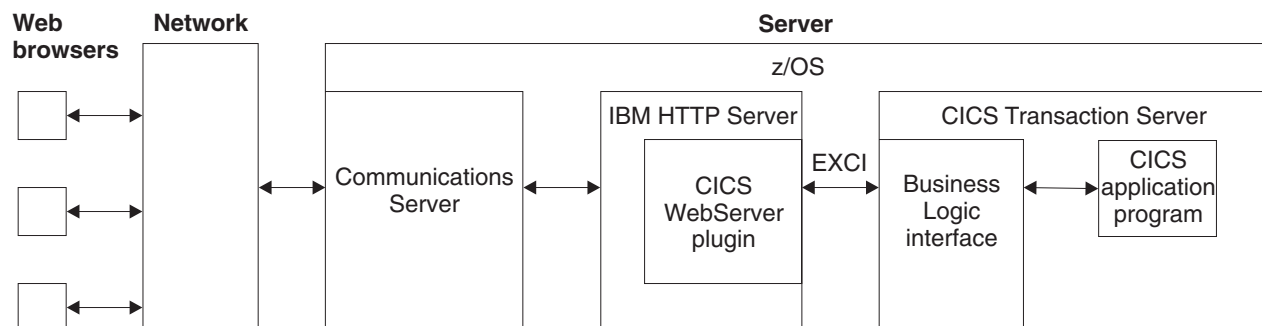 Web
browsers
Network
Server
z/OS
Communications
Server
IBM HTTP Server
CICS
WebServer
plugin
EXCI
CICS Transaction Server
Business
Logic
interface
CICS
application
program